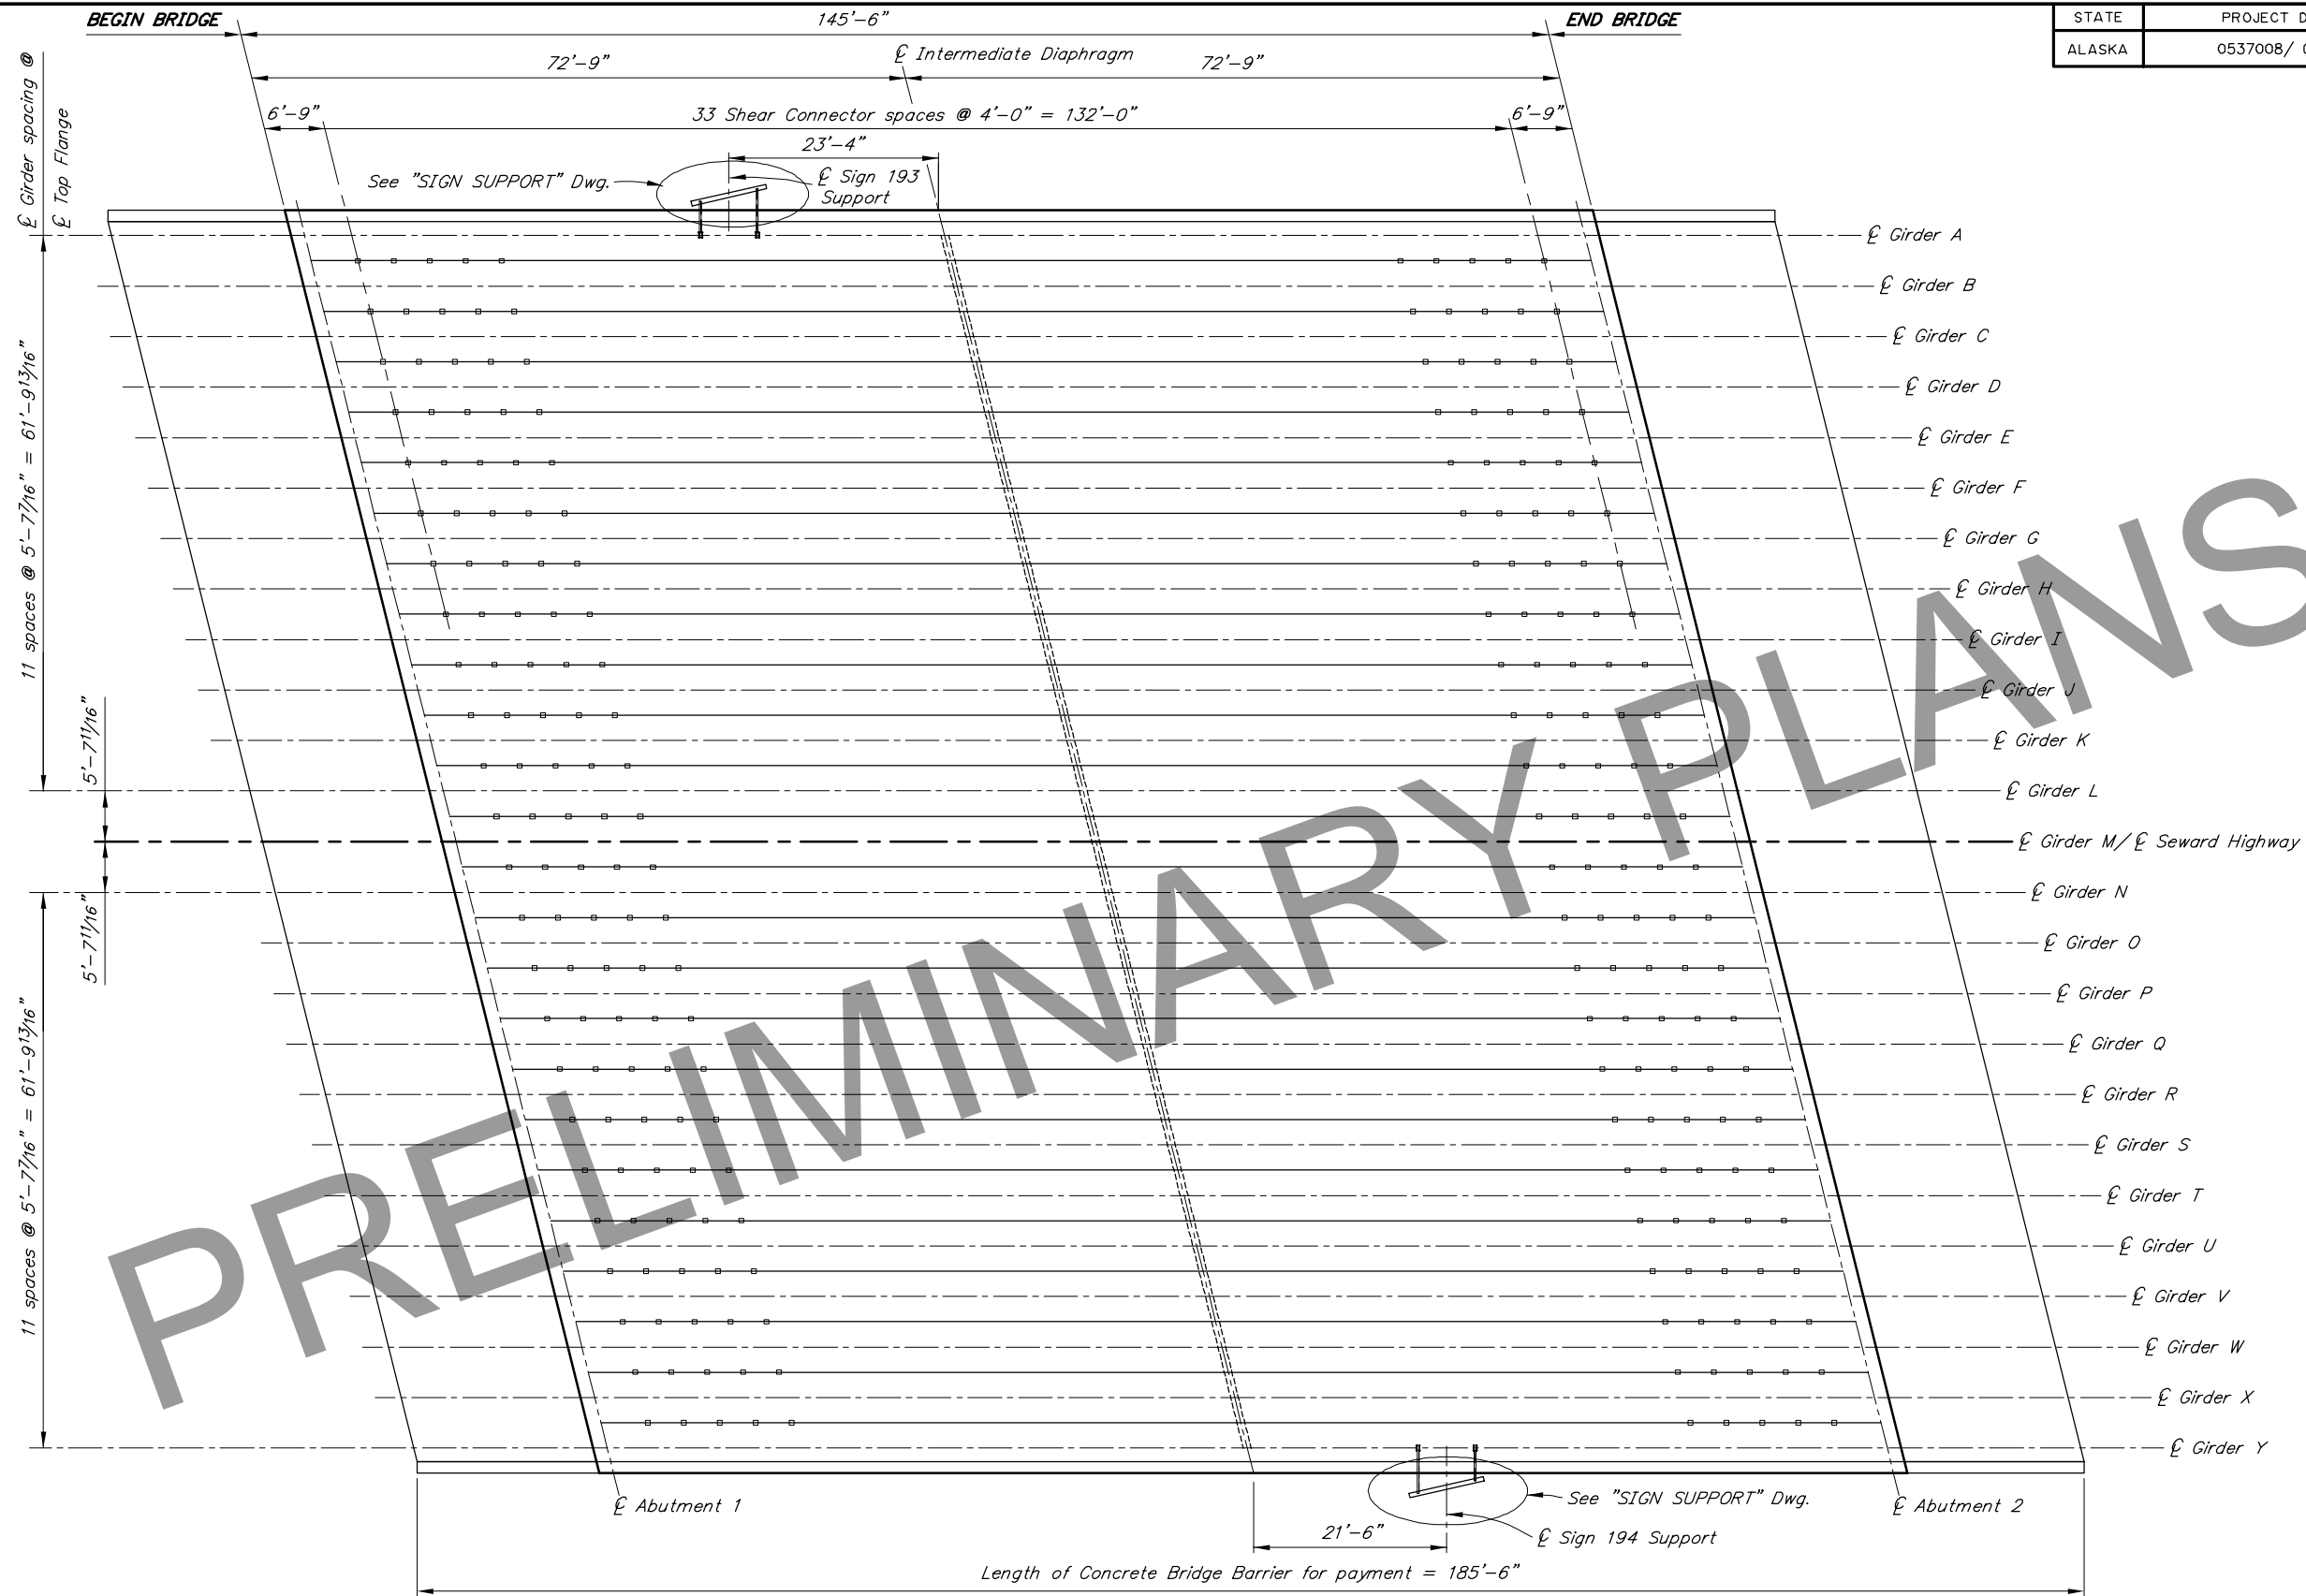 BEGIN BRIDGE
145'-6"
END BRIDGE
STATE
PROJECT D
ALASKA
0537008/
72'-9"
℄ Intermediate Diaphragm
72'-9"
6'-9"
33 Shear Connector spaces @ 4'-0" = 132'-0"
6'-9"
23'-4"
See "SIGN SUPPORT" Dwg.
℄ Sign 193
Support
℄ Girder spacing @
℄ Top Flange
℄ Girder A
℄ Girder B
℄ Girder C
℄ Girder D
℄ Girder E
℄ Girder F
℄ Girder G
℄ Girder H
℄ Girder I
℄ Girder J
℄ Girder K
℄ Girder L
℄ Girder M/℄ Seward Highway
℄ Girder N
℄ Girder O
℄ Girder P
℄ Girder Q
℄ Girder R
℄ Girder S
℄ Girder T
℄ Girder U
℄ Girder V
℄ Girder W
℄ Girder X
℄ Girder Y
11 spaces @ 5'-7 7/16" = 61'-9 13/16"
5'-7 11/16"
5'-7 11/16"
11 spaces @ 5'-7 7/16" = 61'-9 13/16"
PRELIMINARY PLANS
℄ Abutment 1
See "SIGN SUPPORT" Dwg.
℄ Abutment 2
21'-6"
℄ Sign 194 Support
Length of Concrete Bridge Barrier for payment = 185'-6"